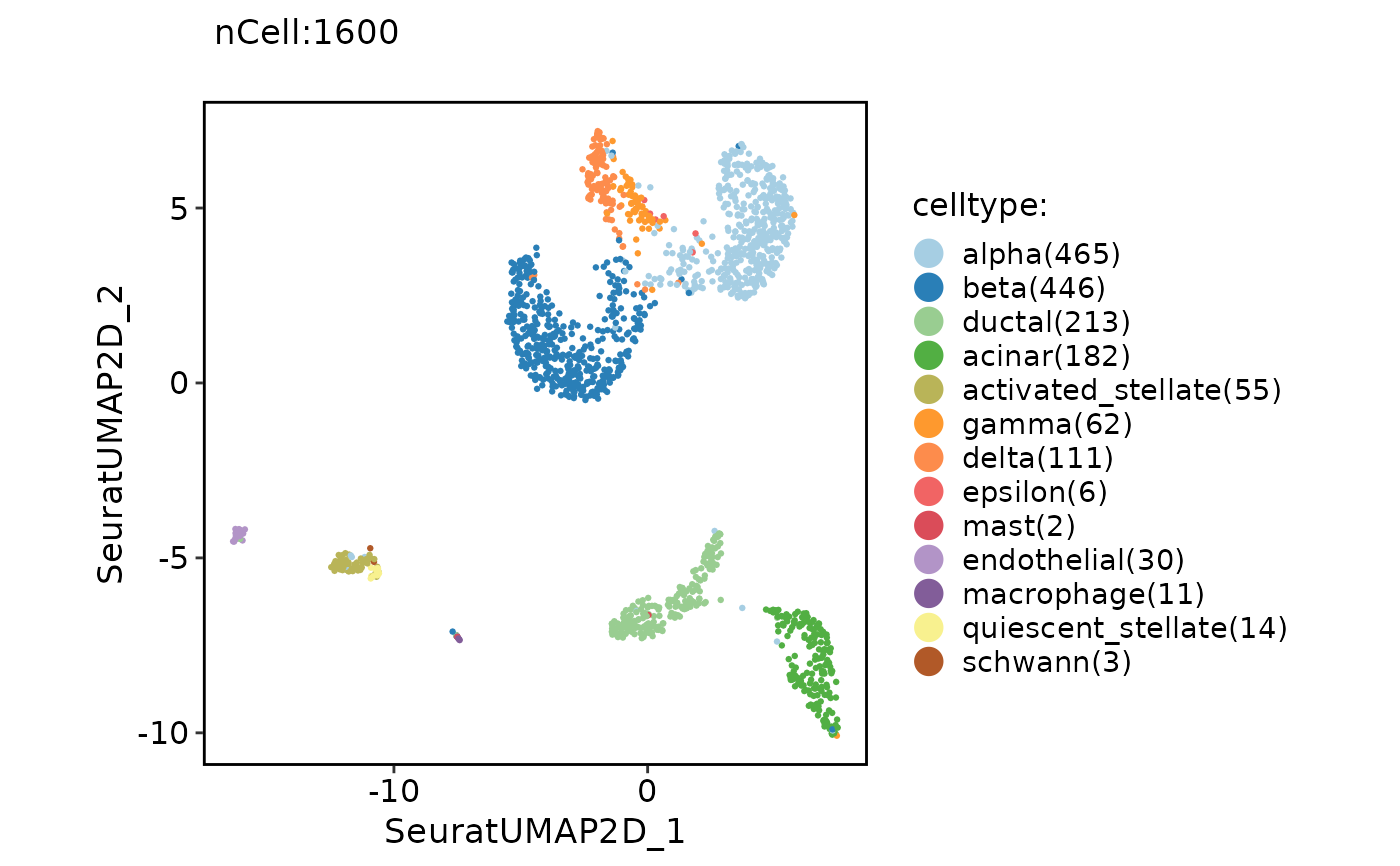 nCell:1600
SeuratUMAP2D_2
5
0
-5
-10
-10
0
SeuratUMAP2D_1
celltype:
alpha(465)
beta(446)
ductal(213)
acinar(182)
activated_stellate(55)
gamma(62)
delta(111)
epsilon(6)
mast(2)
endothelial(30)
macrophage(11)
quiescent_stellate(14)
schwann(3)